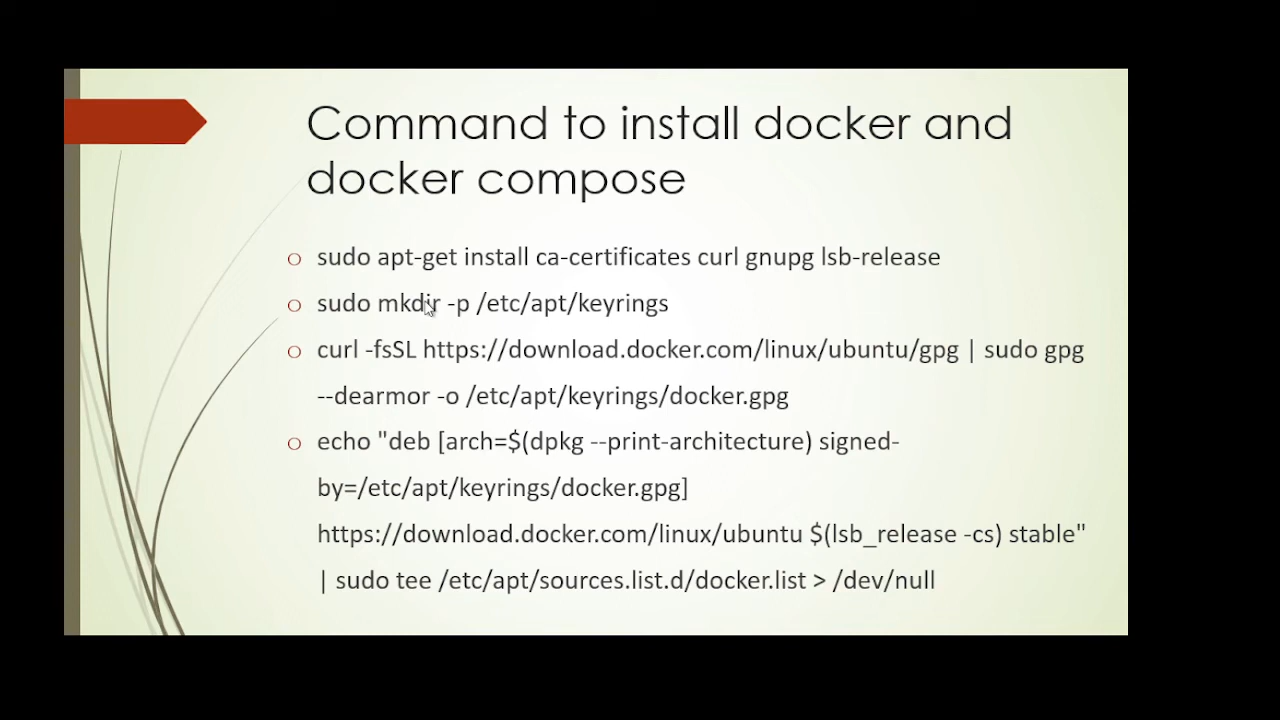 Command to install docker and
docker compose
sudo apt-get install ca-certificates curl gnupg lsb-release
sudo mkdir -p /etc/apt/keyrings
curl -fsSL https://download.docker.com/linux/ubuntu/gpg | sudo gpg
--dearmor -o /etc/apt/keyrings/docker.gpg
echo "deb [arch=$(dpkg --print-architecture) signed-
by=/etc/apt/keyrings/docker.gpg]
https://download.docker.com/linux/ubuntu $(lsb_release -cs) stable"
| sudo tee /etc/apt/sources.list.d/docker.list > /dev/null